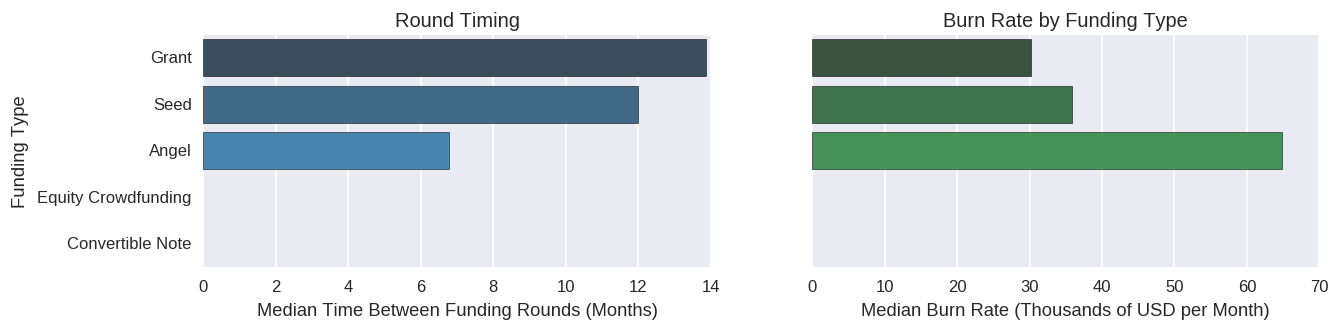 Round Timing
Burn Rate by Funding Type
Funding Type
Grant
Seed
Angel
Equity Crowdfunding
Convertible Note
0 2 4 6 8 10 12 14
0 10 20 30 40 50 60 70
Median Time Between Funding Rounds (Months)
Median Burn Rate (Thousands of USD per Month)